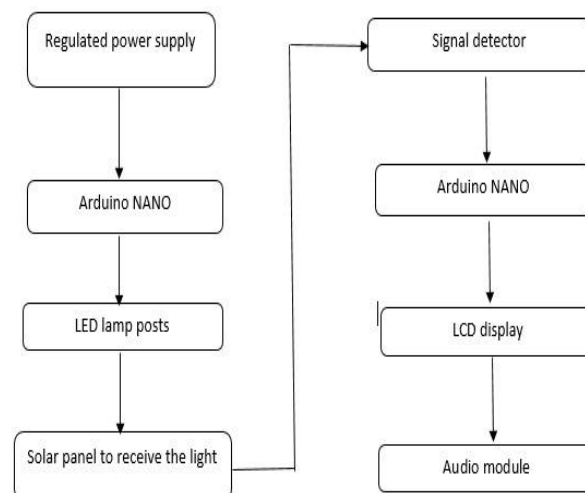 Regulated power supply
Arduino NANO
LED lamp posts
Solar panel to receive the light
Signal detector
Arduino NANO
LCD display
Audio module